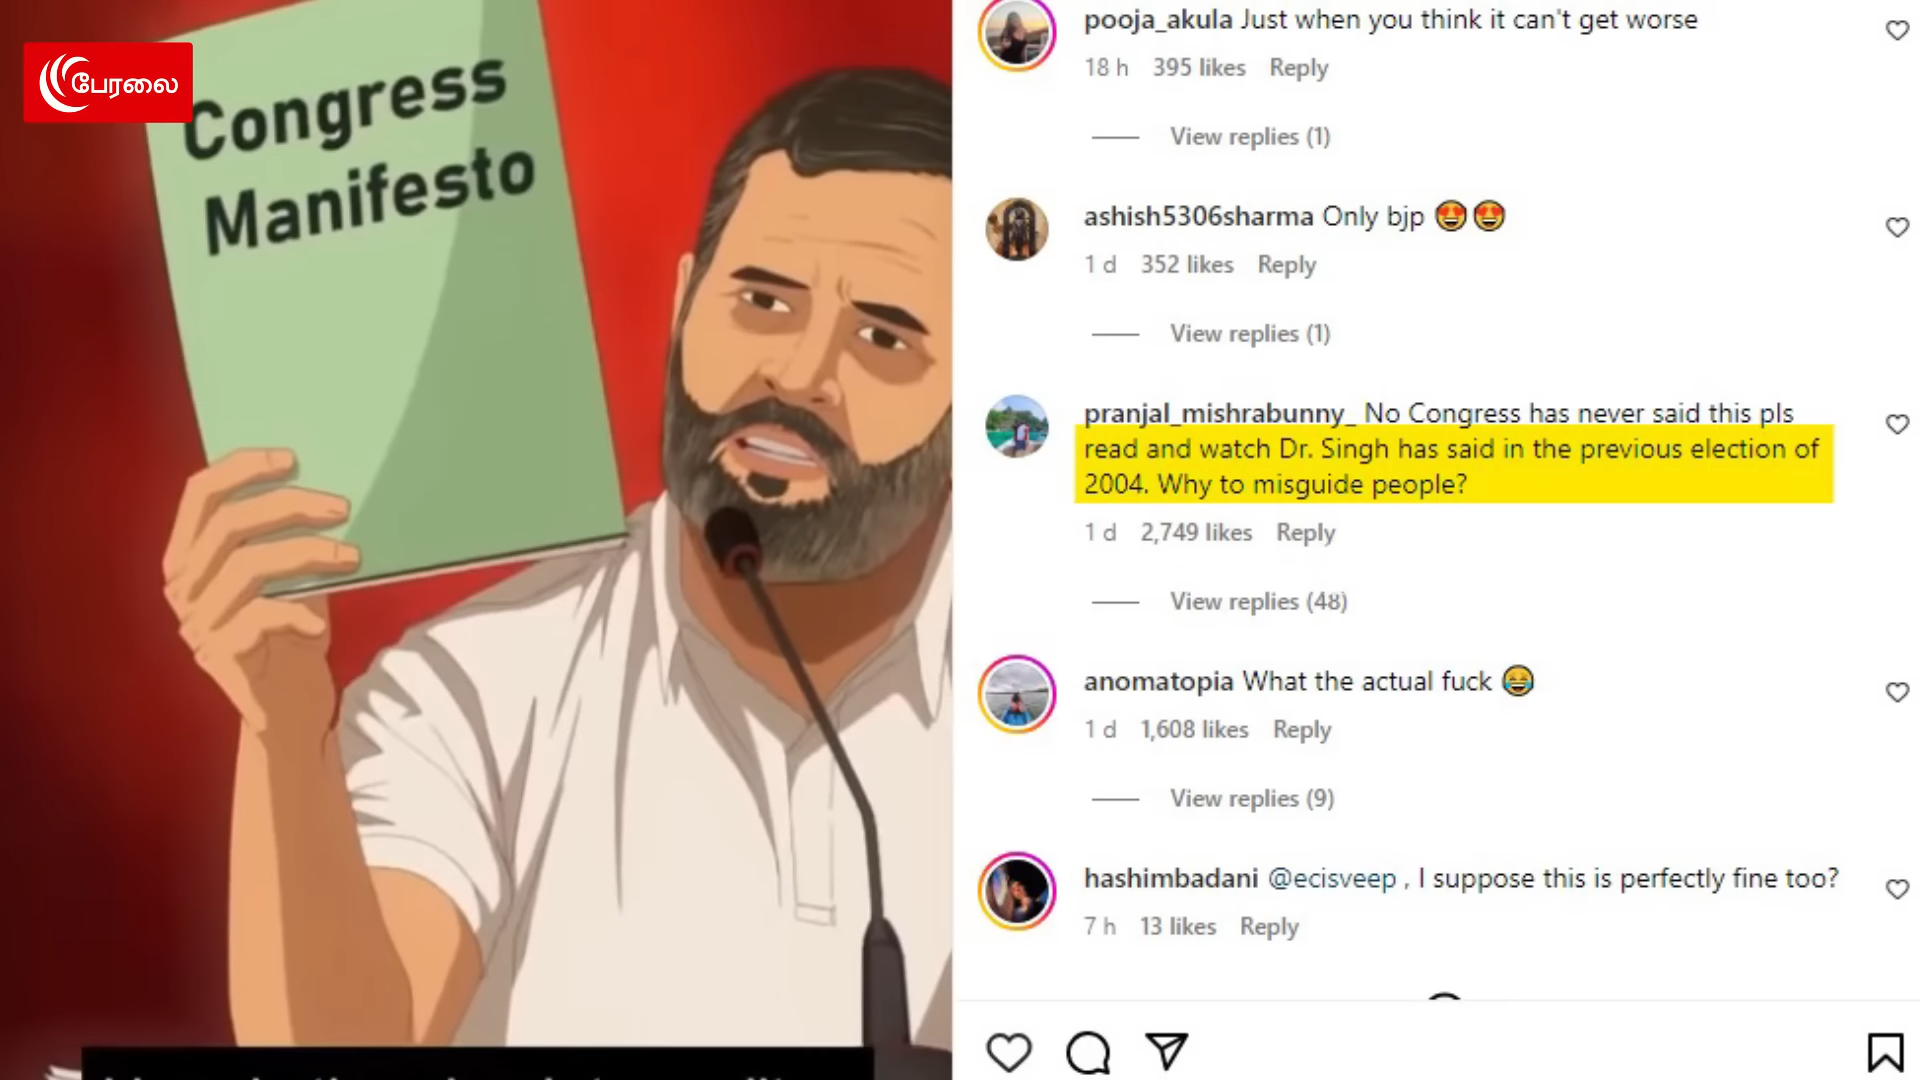 பேரலை
Congress
Manifesto
pooja_akula Just when you think it can't get worse
18 h 395 likes Reply
View replies (1)
ashish5306sharma Only bjp 😍😍
1 d 352 likes Reply
View replies (1)
pranjal_mishrabunny_ No Congress has never said this pls
read and watch Dr. Singh has said in the previous election of
2004. Why to misguide people?
1 d 2,749 likes Reply
View replies (48)
anomatopia What the actual fuck 😂
1 d 1,608 likes Reply
View replies (9)
hashimbadani @ecisveep , I suppose this is perfectly fine too?
7 h 13 likes Reply